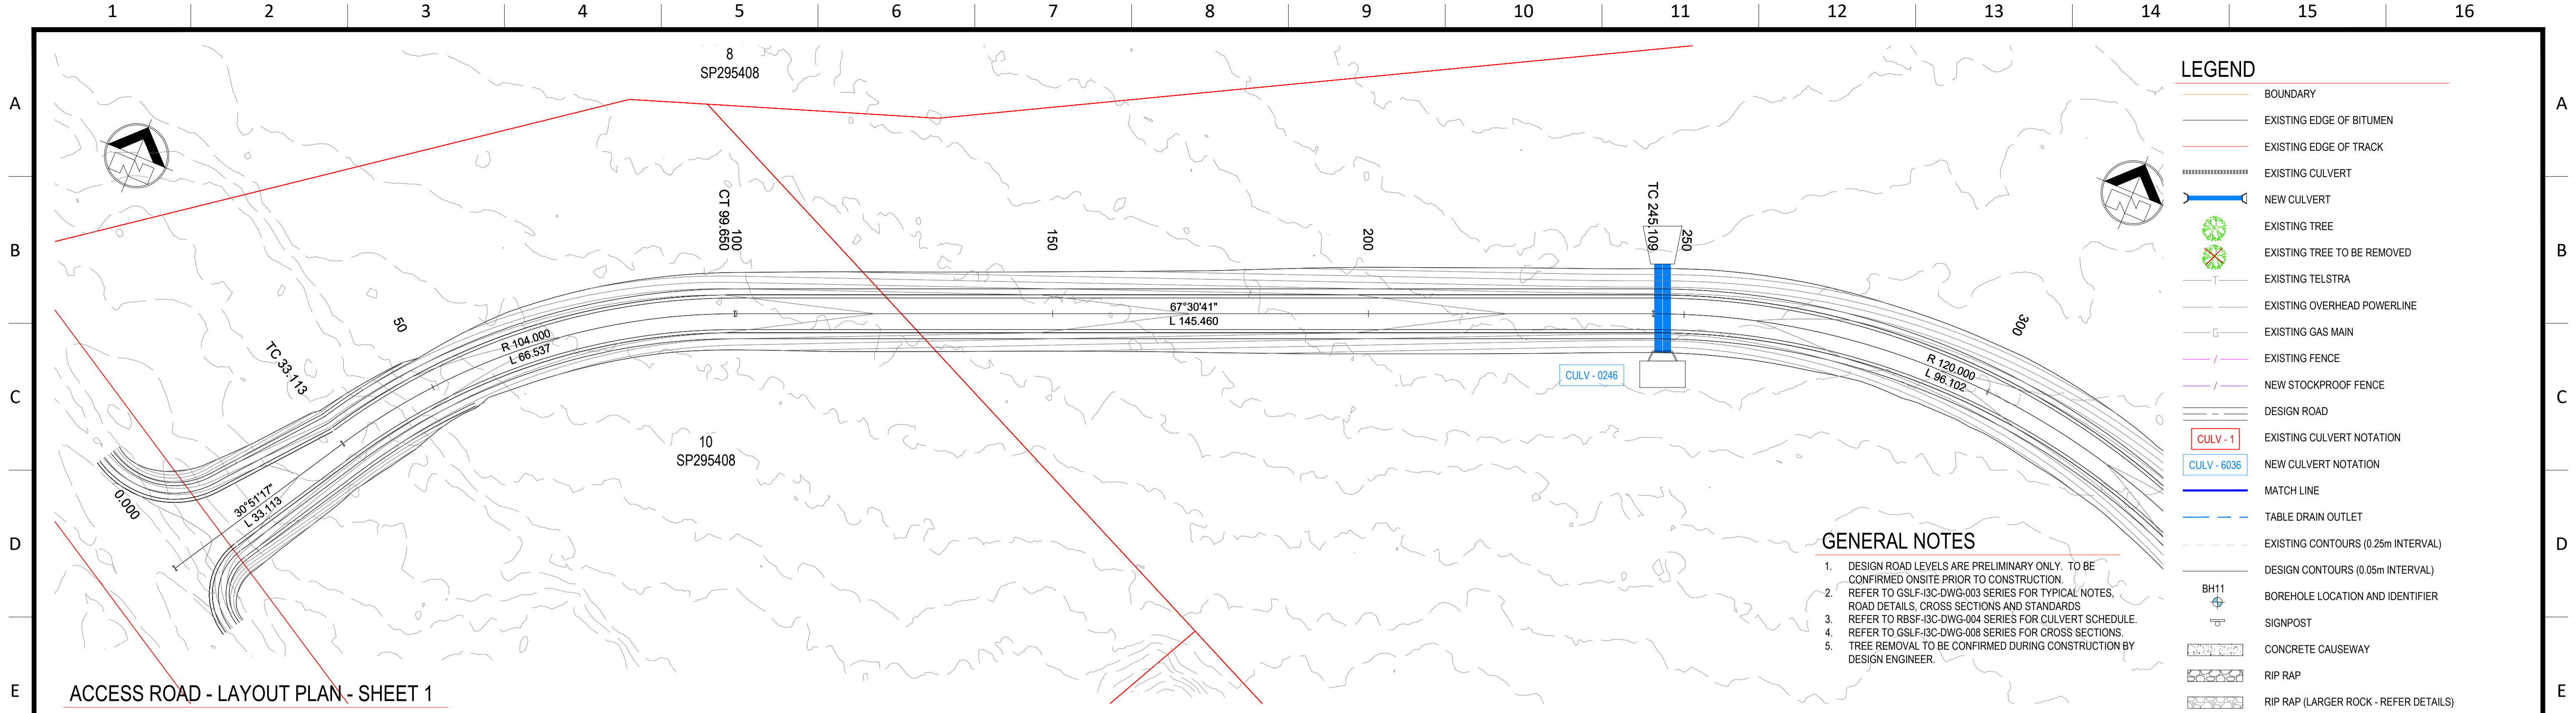 1 2 3 4 5 6 7 8 9 10 11 12 13 14 15 16
A
B
C
D
E
8
SP295408
CT 99.650
100
150
200
TC 245.109
250
300
50
TC 33.113
R 104.000
L 66.537
67°30'41"
L 145.460
R 120.000
L 96.102
CULV - 0246
10
SP295408
0.000
30°51'17"
L 33.113
ACCESS ROAD - LAYOUT PLAN - SHEET 1
GENERAL NOTES
1. DESIGN ROAD LEVELS ARE PRELIMINARY ONLY. TO BE
CONFIRMED ONSITE PRIOR TO CONSTRUCTION.
2. REFER TO GSLF-I3C-DWG-003 SERIES FOR TYPICAL NOTES,
ROAD DETAILS, CROSS SECTIONS AND STANDARDS
3. REFER TO RBSF-I3C-DWG-004 SERIES FOR CULVERT SCHEDULE.
4. REFER TO GSLF-I3C-DWG-008 SERIES FOR CROSS SECTIONS.
5. TREE REMOVAL TO BE CONFIRMED DURING CONSTRUCTION BY
DESIGN ENGINEER.
LEGEND
BOUNDARY
EXISTING EDGE OF BITUMEN
EXISTING EDGE OF TRACK
EXISTING CULVERT
NEW CULVERT
EXISTING TREE
EXISTING TREE TO BE REMOVED
T EXISTING TELSTRA
EXISTING OVERHEAD POWERLINE
G EXISTING GAS MAIN
/ EXISTING FENCE
/ NEW STOCKPROOF FENCE
DESIGN ROAD
CULV - 1 EXISTING CULVERT NOTATION
CULV - 6036 NEW CULVERT NOTATION
MATCH LINE
TABLE DRAIN OUTLET
EXISTING CONTOURS (0.25m INTERVAL)
DESIGN CONTOURS (0.05m INTERVAL)
BH11 BOREHOLE LOCATION AND IDENTIFIER
SIGNPOST
CONCRETE CAUSEWAY
RIP RAP
RIP RAP (LARGER ROCK - REFER DETAILS)
A
B
C
D
E